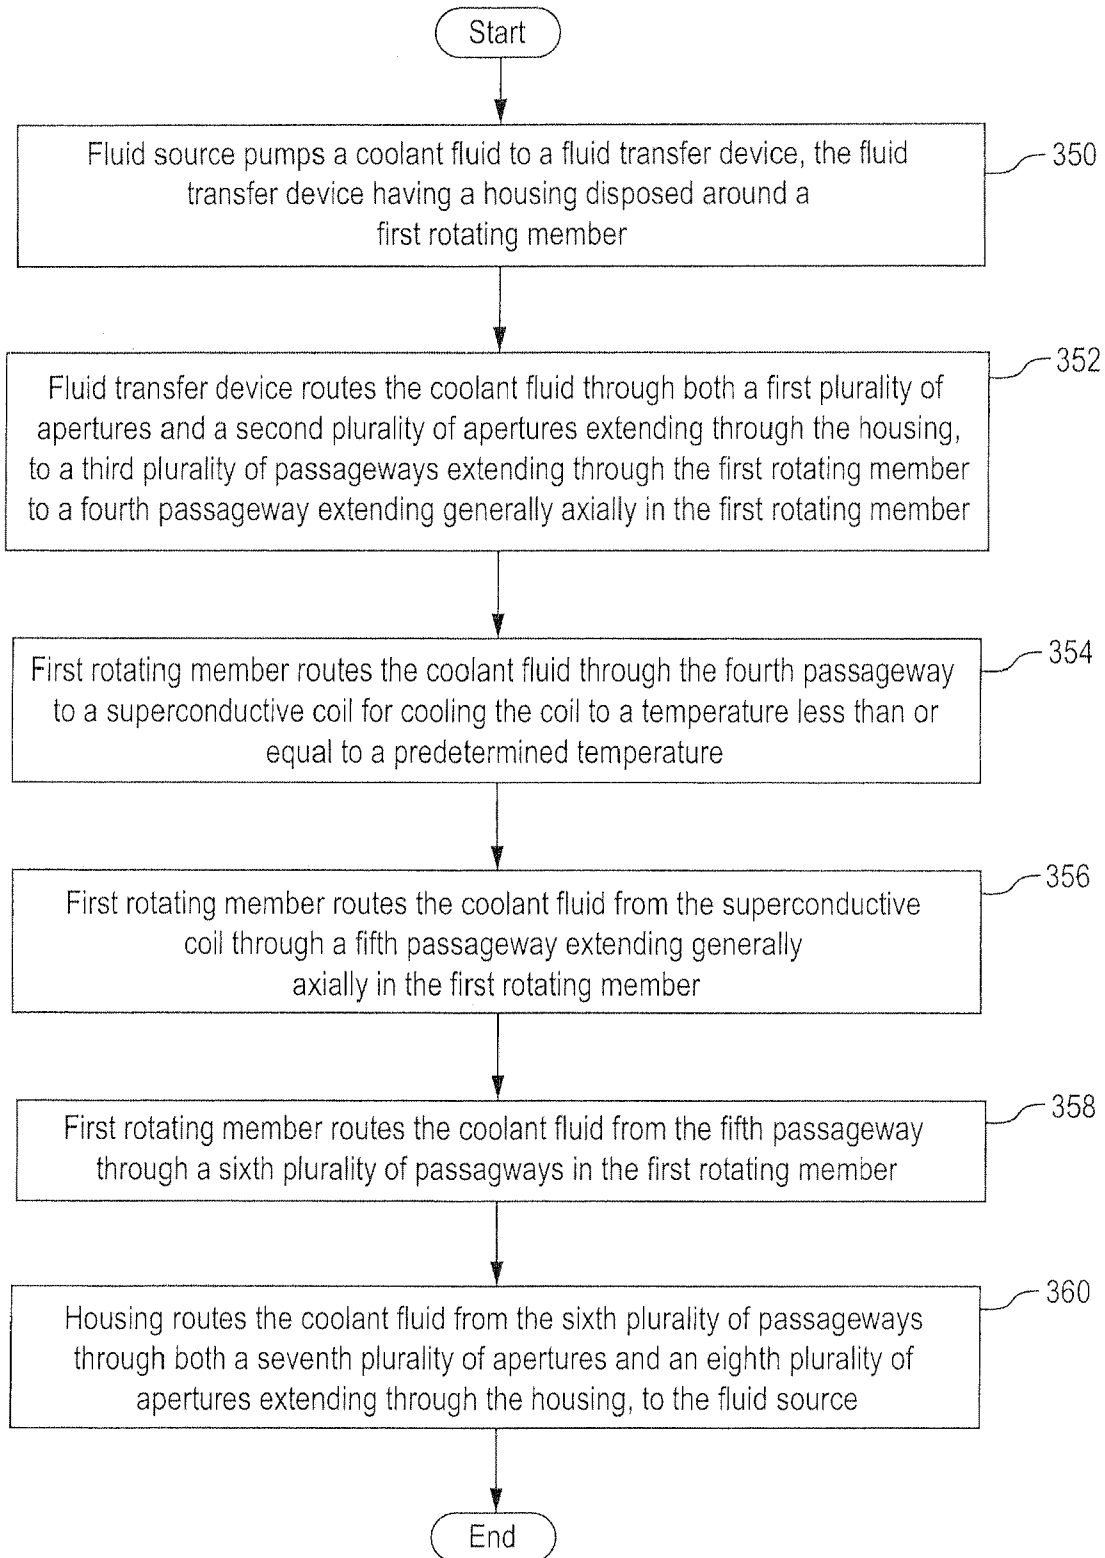 Start
Fluid source pumps a coolant fluid to a fluid transfer device, the fluid
transfer device having a housing disposed around a
first rotating member
350
Fluid transfer device routes the coolant fluid through both a first plurality of
apertures and a second plurality of apertures extending through the housing,
to a third plurality of passageways extending through the first rotating member
to a fourth passageway extending generally axially in the first rotating member
352
First rotating member routes the coolant fluid through the fourth passageway
to a superconductive coil for cooling the coil to a temperature less than or
equal to a predetermined temperature
354
First rotating member routes the coolant fluid from the superconductive
coil through a fifth passageway extending generally
axially in the first rotating member
356
First rotating member routes the coolant fluid from the fifth passageway
through a sixth plurality of passagways in the first rotating member
358
Housing routes the coolant fluid from the sixth plurality of passageways
through both a seventh plurality of apertures and an eighth plurality of
apertures extending through the housing, to the fluid source
360
End